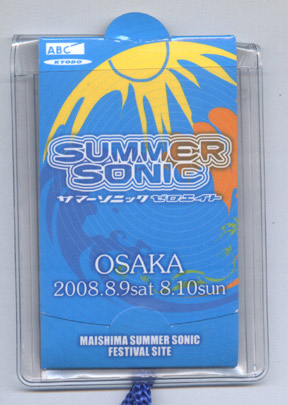 ABC
KYODO
SUMMER
SONIC
サマーソニック ゼロエイト
OSAKA
2008.8.9sat 8.10sun
MAISHIMA SUMMER SONIC
FESTIVAL SITE